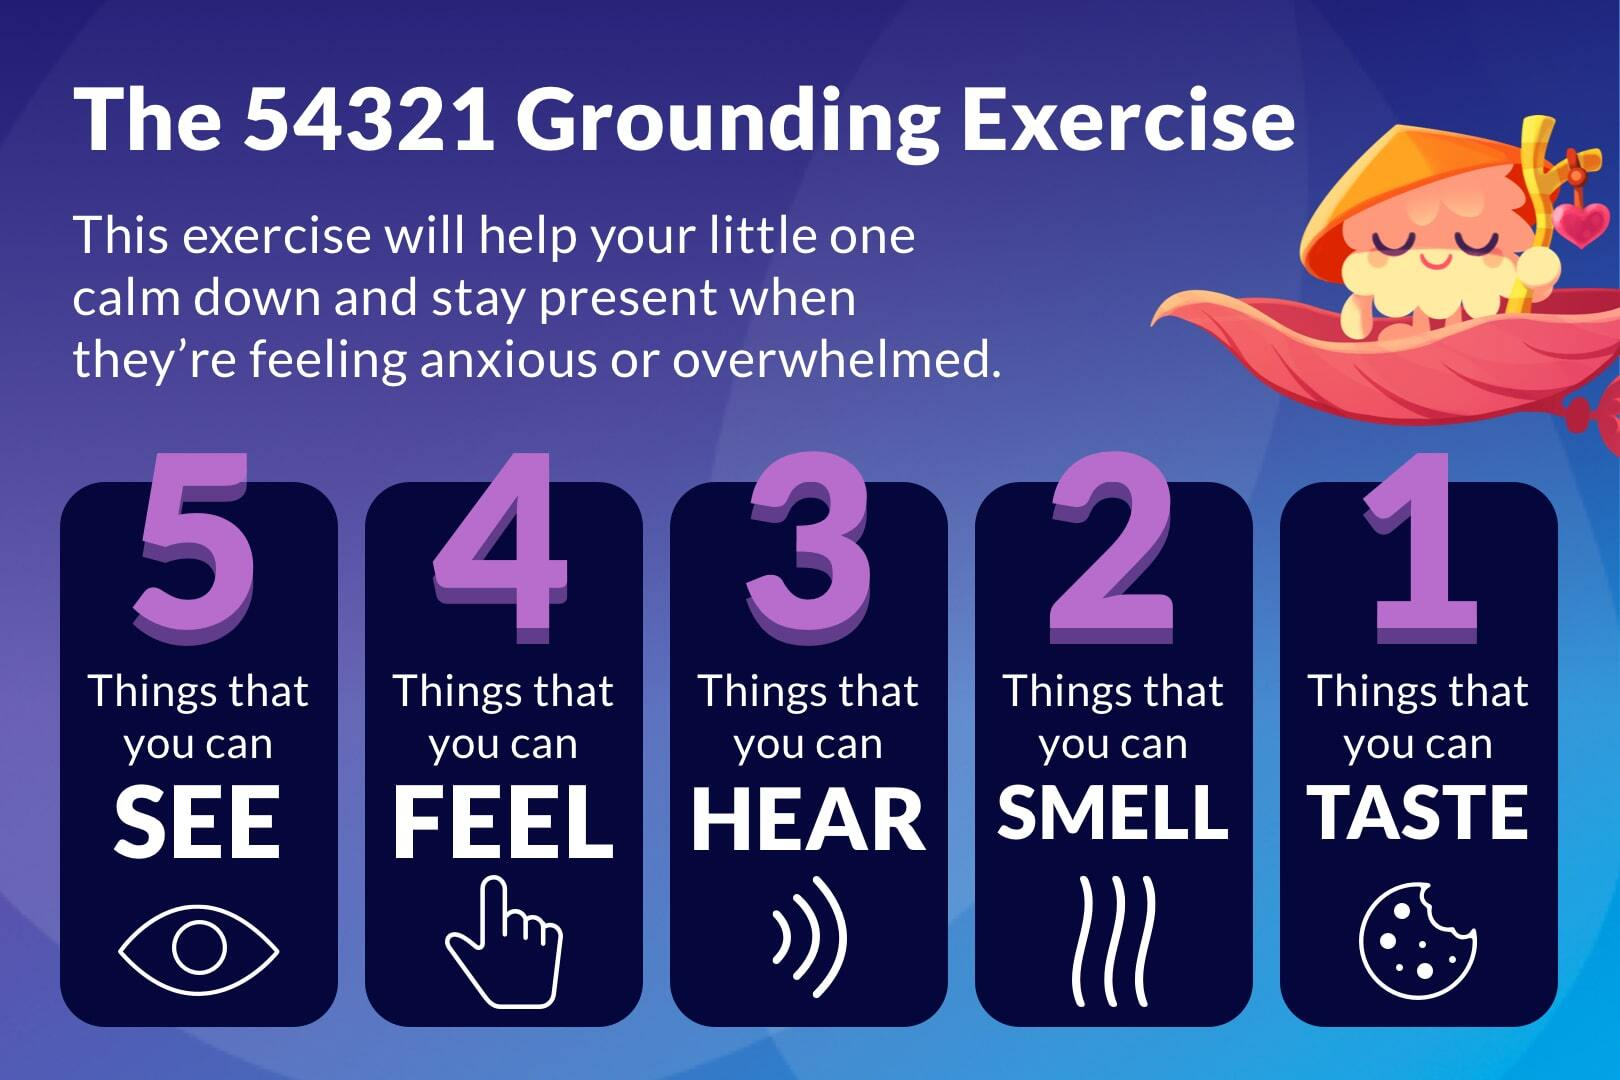 The 54321 Grounding Exercise
This exercise will help your little one
calm down and stay present when
they’re feeling anxious or overwhelmed.
5
Things that
you can
SEE
4
Things that
you can
FEEL
3
Things that
you can
HEAR
2
Things that
you can
SMELL
1
Things that
you can
TASTE